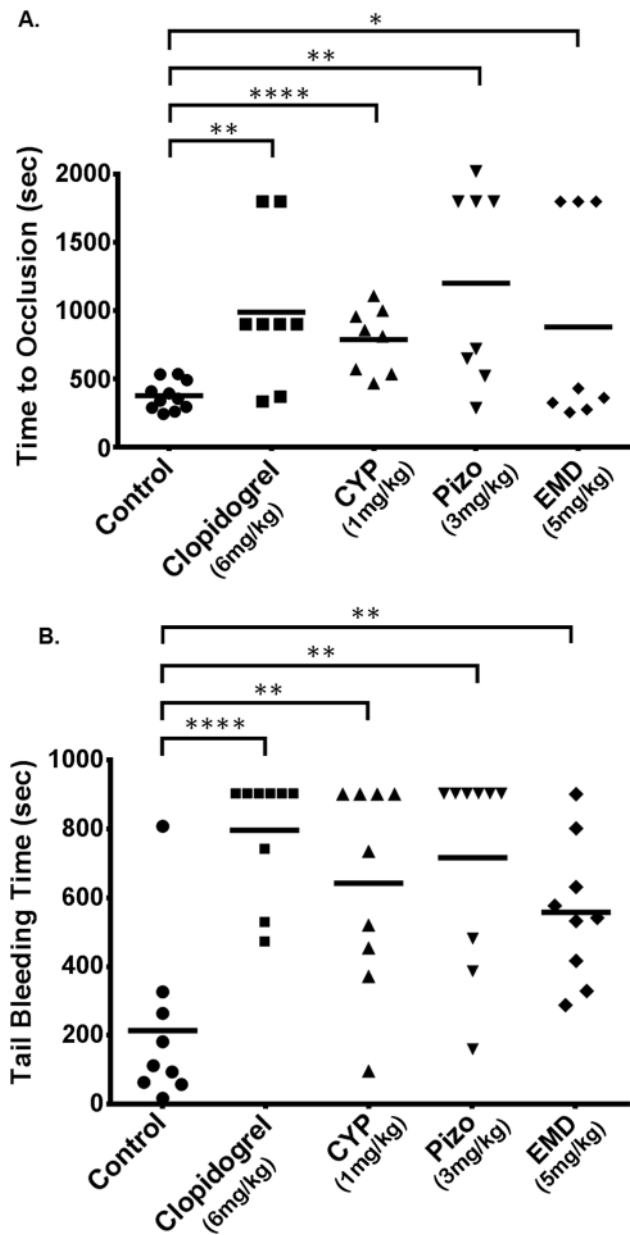 A.
*
**
****
**
Time to Occlusion (sec)
2000
1500
1000
500
0
Control
Clopidogrel
(6mg/kg)
CYP
(1mg/kg)
Pizo
(3mg/kg)
EMD
(5mg/kg)
B.
**
**
**
****
Tail Bleeding Time (sec)
1000
800
600
400
200
0
Control
Clopidogrel
(6mg/kg)
CYP
(1mg/kg)
Pizo
(3mg/kg)
EMD
(5mg/kg)